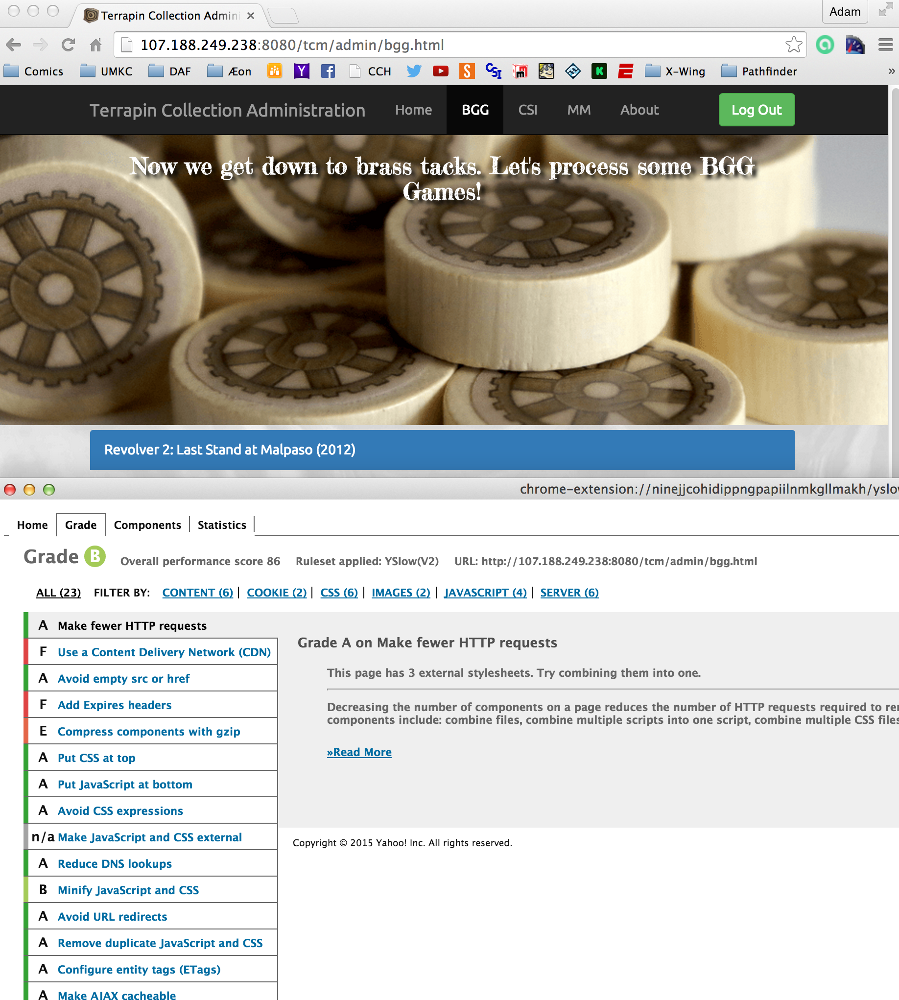 Terrapin Collection Admini
Adam
107.188.249.238:8080/tcm/admin/bgg.html
Comics UMKC DAF Æon CCH X-Wing Pathfinder »
Terrapin Collection Administration Home BGG CSI MM About Log Out
Now we get down to brass tacks. Let's process some BGG
Games!
Revolver 2: Last Stand at Malpaso (2012)
chrome-extension://ninejjcohidippngpapiilnmkgllmakh/yslov
Home Grade Components Statistics
Grade B Overall performance score 86 Ruleset applied: YSlow(V2) URL: http://107.188.249.238:8080/tcm/admin/bgg.html
ALL (23) FILTER BY: CONTENT (6) | COOKIE (2) | CSS (6) | IMAGES (2) | JAVASCRIPT (4) | SERVER (6)
A Make fewer HTTP requests
F Use a Content Delivery Network (CDN)
A Avoid empty src or href
F Add Expires headers
E Compress components with gzip
A Put CSS at top
A Put JavaScript at bottom
A Avoid CSS expressions
n/a Make JavaScript and CSS external
A Reduce DNS lookups
B Minify JavaScript and CSS
A Avoid URL redirects
A Remove duplicate JavaScript and CSS
A Configure entity tags (ETags)
A Make AJAX cacheable
Grade A on Make fewer HTTP requests
This page has 3 external stylesheets. Try combining them into one.
Decreasing the number of components on a page reduces the number of HTTP requests required to
components include: combine files, combine multiple scripts into one script, combine multiple CSS files
»Read More
Copyright © 2015 Yahoo! Inc. All rights reserved.